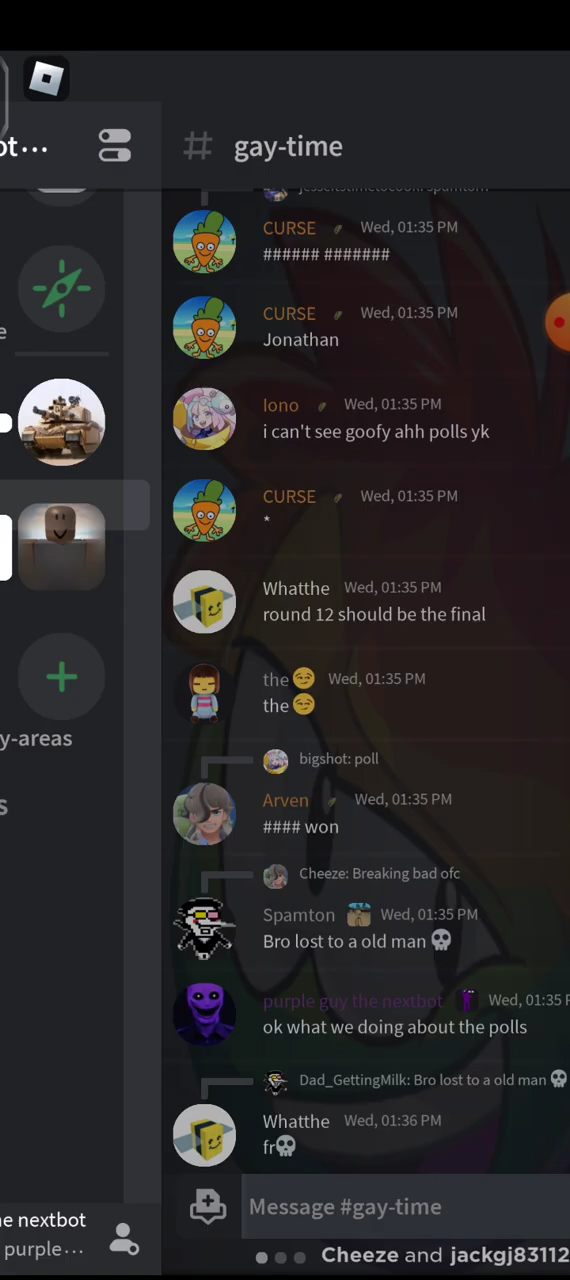 ot...
# gay-time
jesseitstimetocook: spamtom
CURSE Wed, 01:35 PM
###### #######
CURSE Wed, 01:35 PM
Jonathan
e
Iono Wed, 01:35 PM
i can't see goofy ahh polls yk
CURSE Wed, 01:35 PM
*
Whatthe Wed, 01:35 PM
round 12 should be the final
the😏 Wed, 01:35 PM
the😏
y-areas
bigshot: poll
s
Arven Wed, 01:35 PM
#### won
Cheeze: Breaking bad ofc
Spamton Wed, 01:35 PM
Bro lost to a old man 💀
purple guy the nextbot Wed, 01:35 P
ok what we doing about the polls
Dad_GettingMilk: Bro lost to a old man 💀
Whatthe Wed, 01:36 PM
fr💀
Message #gay-time
he nextbot
purple...
Cheeze and jackgj83112